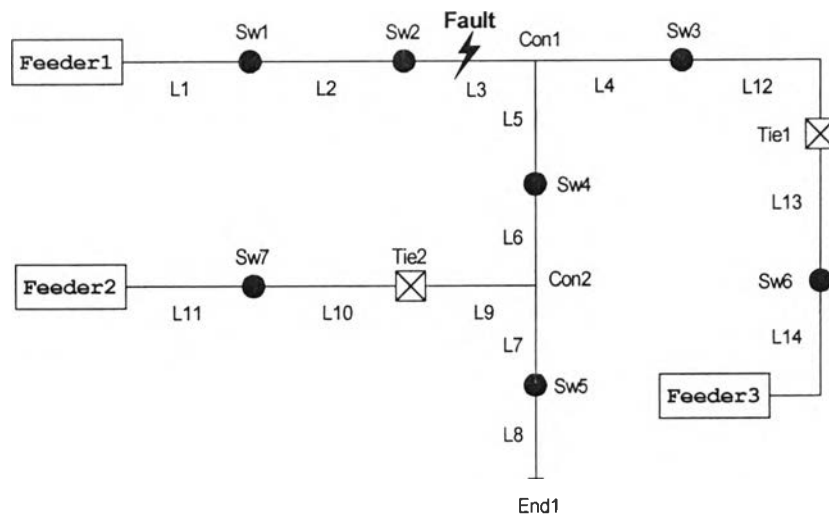 Fault
Sw1
Sw2
Con1
Sw3
Feeder1
L1
L2
L3
L4
L12
L5
Tie1
Sw4
L13
L6
Sw7
Tie2
Feeder2
Con2
Sw6
L11
L10
L9
L14
L7
Sw5
Feeder3
L8
End1